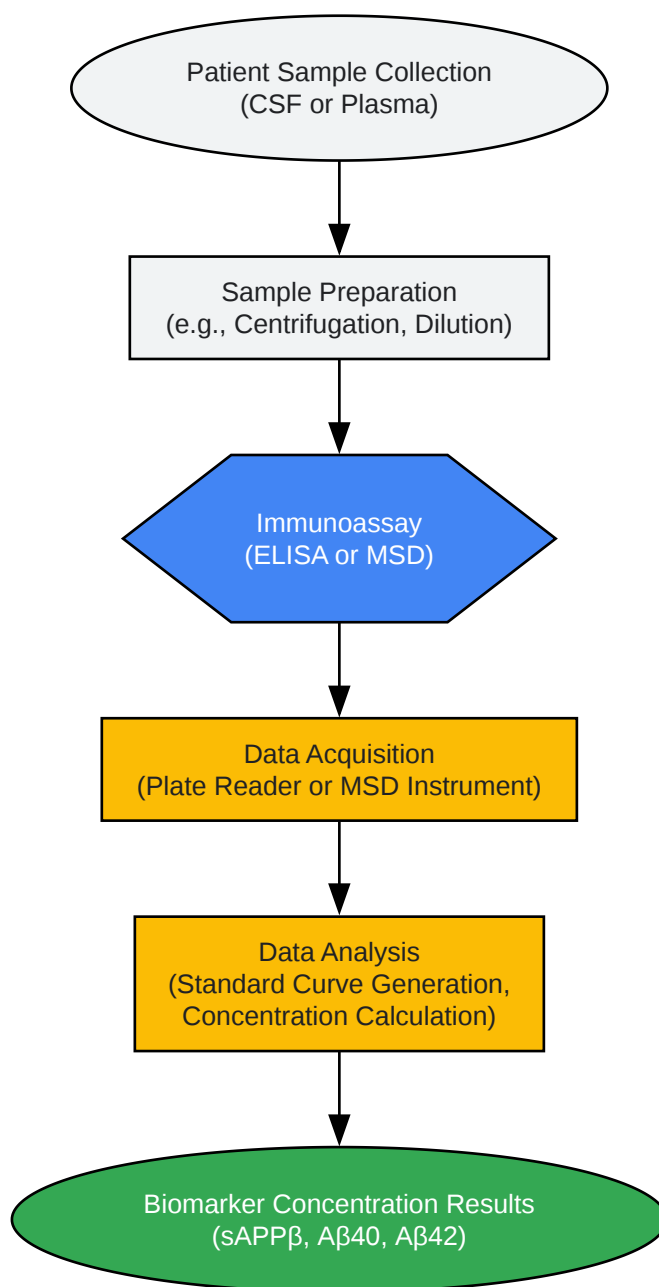 Patient Sample Collection
(CSF or Plasma)
Sample Preparation
(e.g., Centrifugation, Dilution)
Immunoassay
(ELISA or MSD)
Data Acquisition
(Plate Reader or MSD Instrument)
Data Analysis
(Standard Curve Generation,
Concentration Calculation)
Biomarker Concentration Results
(sAPPβ, Aβ40, Aβ42)